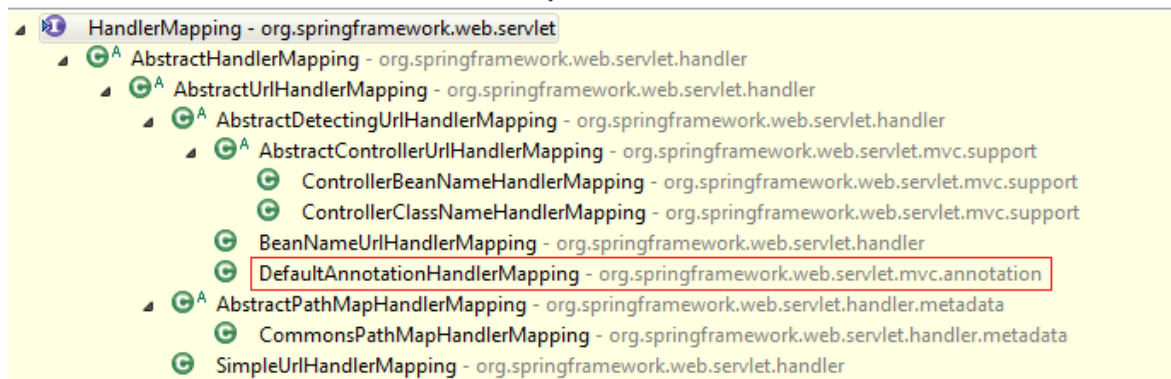 HandlerMapping - org.springframework.web.servlet
AbstractHandlerMapping - org.springframework.web.servlet.handler
AbstractUrlHandlerMapping - org.springframework.web.servlet.handler
AbstractDetectingUrlHandlerMapping - org.springframework.web.servlet.handler
AbstractControllerUrlHandlerMapping - org.springframework.web.servlet.mvc.support
ControllerBeanNameHandlerMapping - org.springframework.web.servlet.mvc.support
ControllerClassNameHandlerMapping - org.springframework.web.servlet.mvc.support
BeanNameUrlHandlerMapping - org.springframework.web.servlet.handler
DefaultAnnotationHandlerMapping - org.springframework.web.servlet.mvc.annotation
AbstractPathMapHandlerMapping - org.springframework.web.servlet.handler.metadata
CommonsPathMapHandlerMapping - org.springframework.web.servlet.handler.metadata
SimpleUrlHandlerMapping - org.springframework.web.servlet.handler